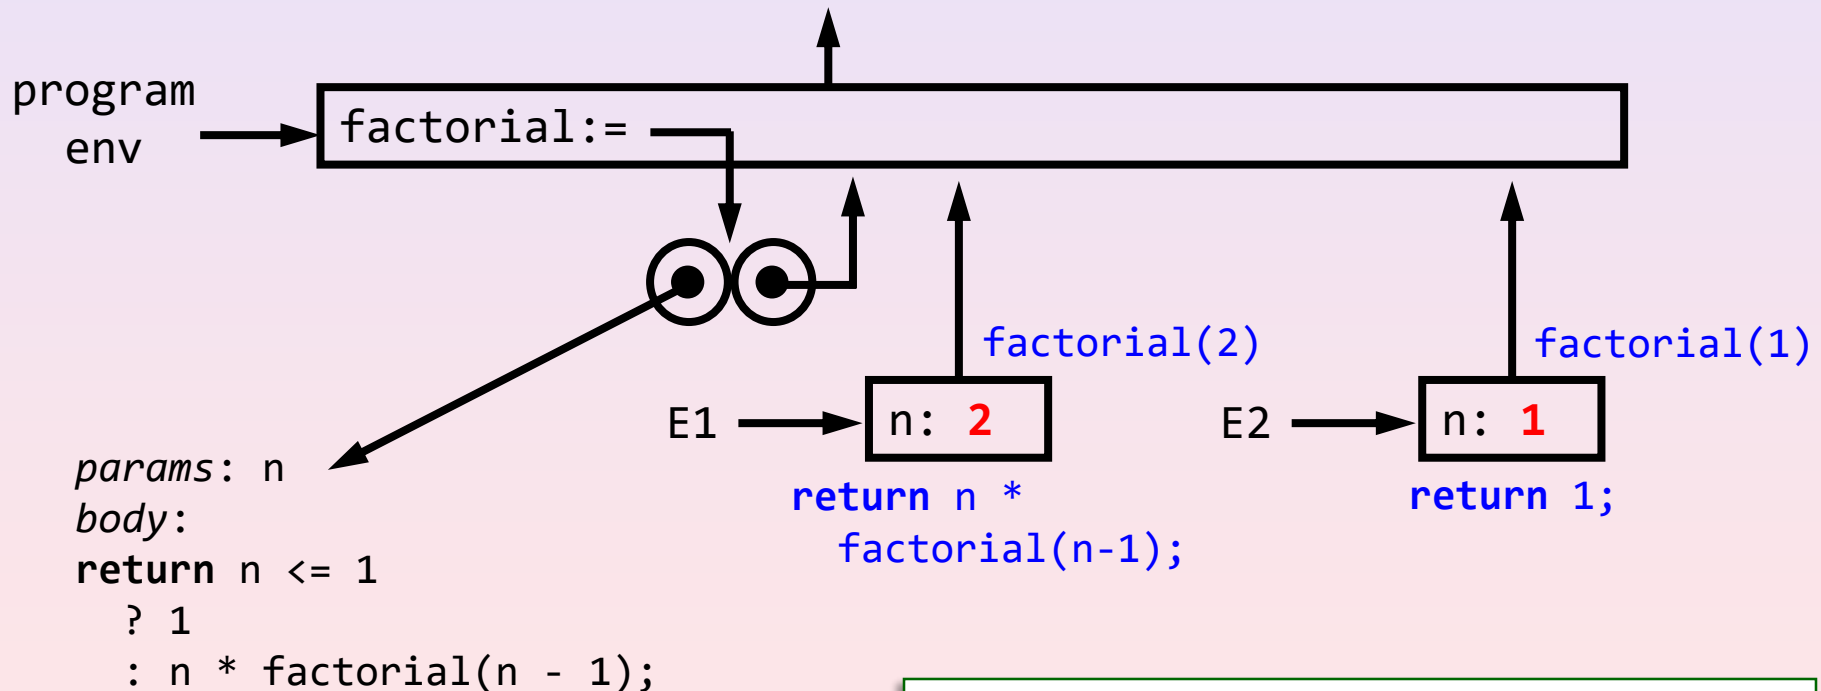 program
env
factorial:=
factorial(2)
factorial(1)
E1
n: 2
E2
n: 1
return n *
factorial(n-1);
return 1;
params: n
body:
return n <= 1
? 1
: n * factorial(n - 1);